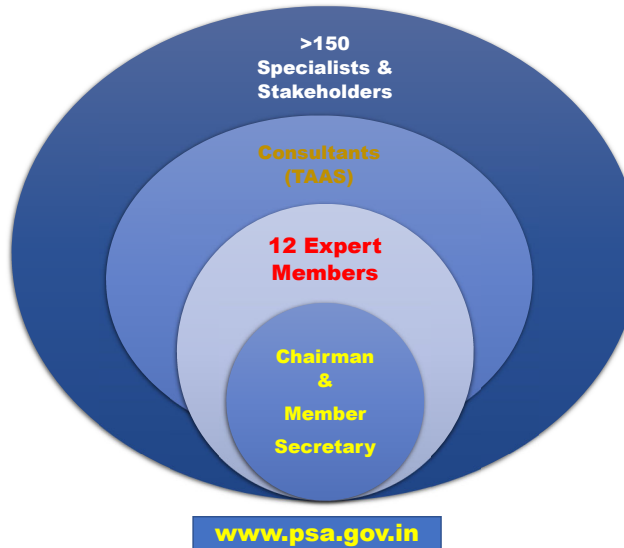 >150
Specialists &
Stakeholders
Consultants
(TAAS)
12 Expert
Members
Chairman
&
Member
Secretary
www.psa.gov.in